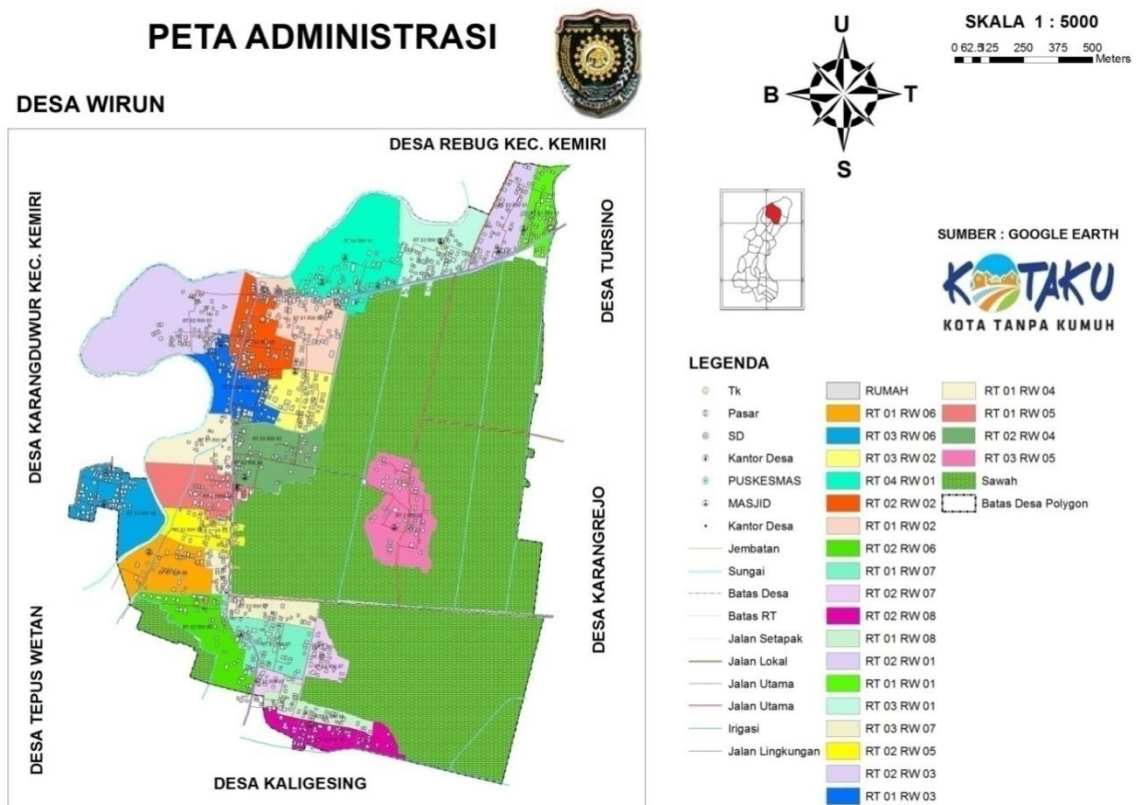 PETA ADMINISTRASI
DESA WIRUN
U
B
T
S
SKALA 1 : 5000
0 62.5125 250 375 500
Meters
DESA REBUG KEC. KEMIRI
DESA KARANGDUWUR KEC. KEMIRI
DESA TURSINO
DESA KARANGREJO
DESA TEPUS WETAN
DESA KALIGESING
SUMBER : GOOGLE EARTH
KOTAKU
KOTA TANPA KUMUH
LEGENDA
Tk
Pasar
SD
Kantor Desa
PUSKESMAS
MASJID
Kantor Desa
Jembatan
Sungai
Batas Desa
Batas RT
Jalan Setapak
Jalan Lokal
Jalan Utama
Jalan Utama
Irigasi
Jalan Lingkungan
RUMAH
RT 01 RW 06
RT 03 RW 06
RT 03 RW 02
RT 04 RW 01
RT 02 RW 02
RT 01 RW 02
RT 02 RW 06
RT 01 RW 07
RT 02 RW 07
RT 02 RW 08
RT 01 RW 08
RT 02 RW 01
RT 01 RW 01
RT 03 RW 01
RT 03 RW 07
RT 02 RW 05
RT 02 RW 03
RT 01 RW 03
RT 01 RW 04
RT 01 RW 05
RT 02 RW 04
RT 03 RW 05
Sawah
Batas Desa Polygon